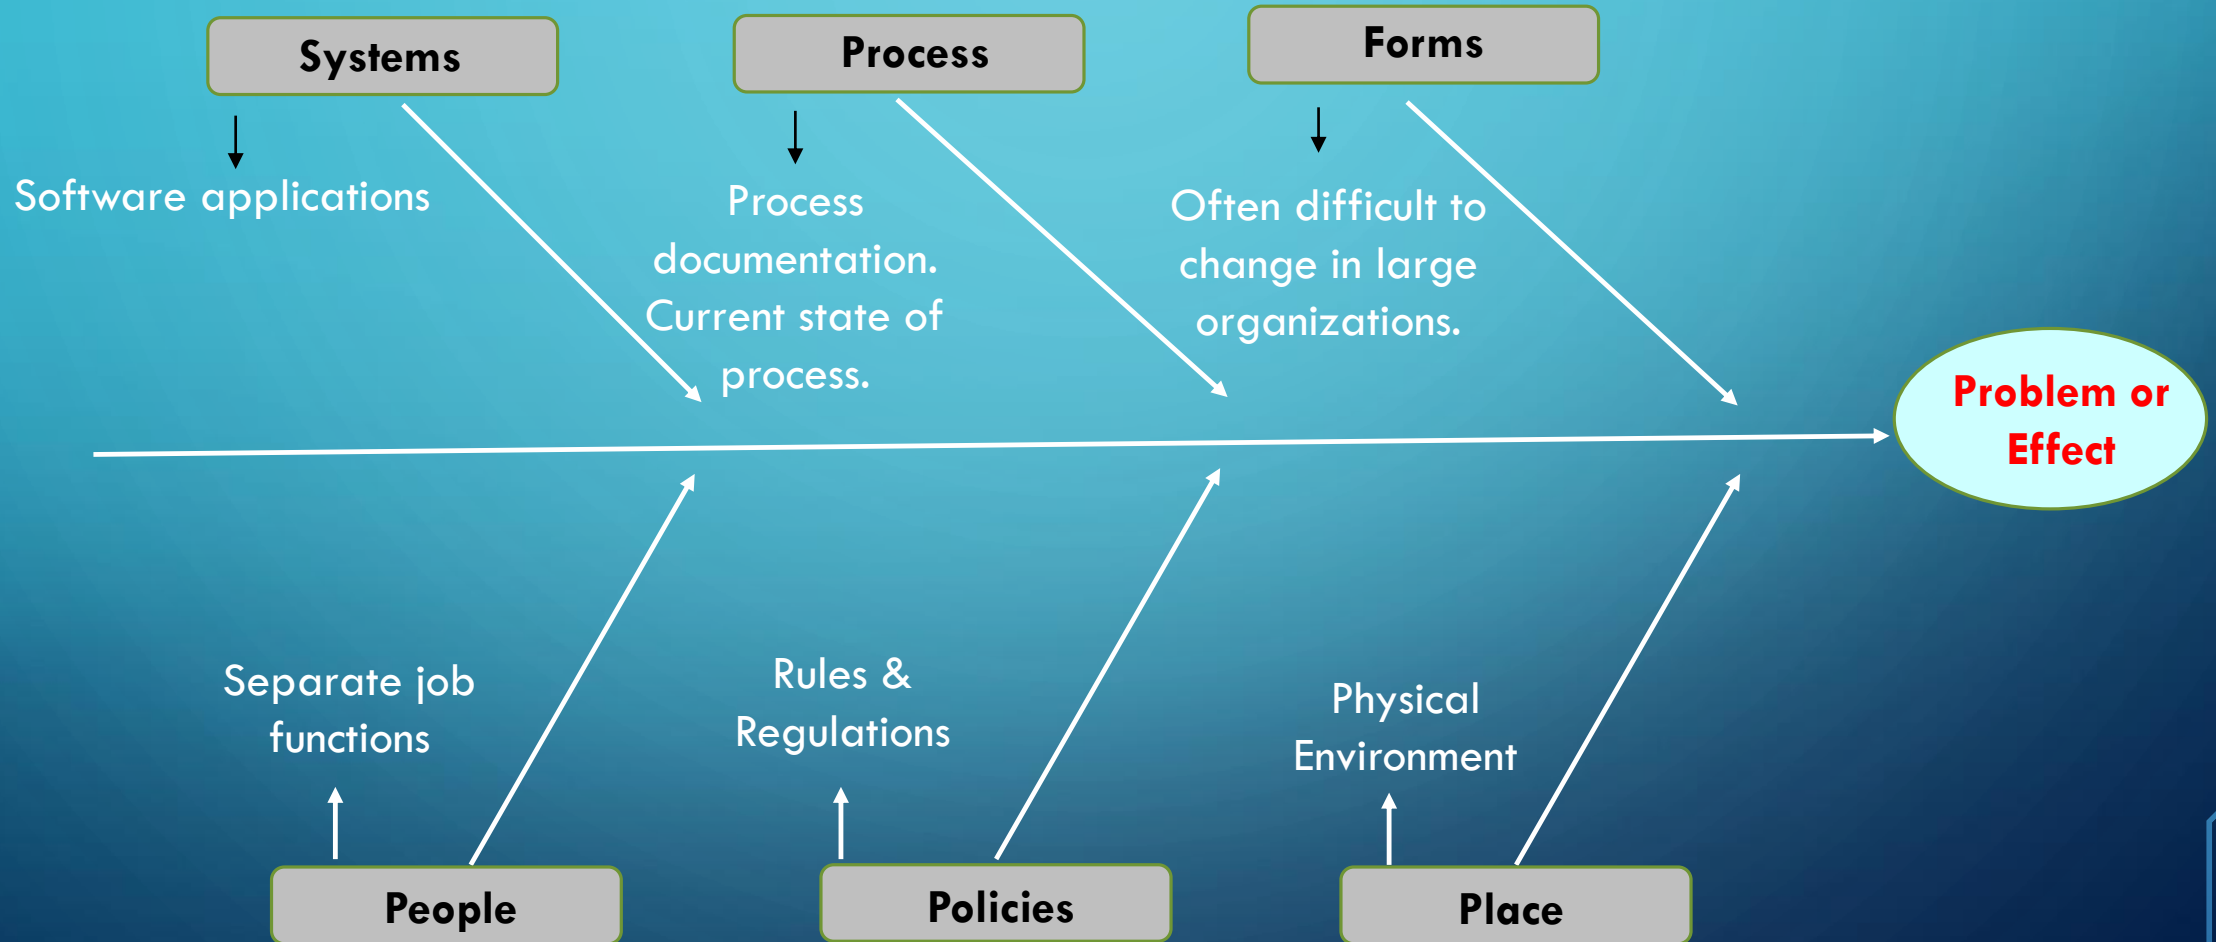 Systems
Process
Forms
Software applications
Process
documentation.
Current state of
process.
Often difficult to
change in large
organizations.
Problem or
Effect
Separate job
functions
Rules &
Regulations
Physical
Environment
People
Policies
Place